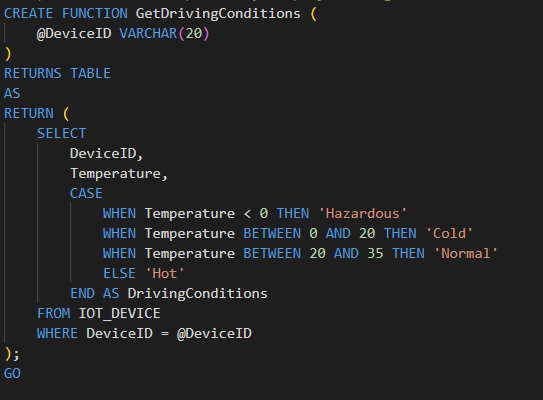 CREATE FUNCTION GetDrivingConditions (
    @DeviceID VARCHAR(20)
)
RETURNS TABLE
AS
RETURN (
    SELECT
        DeviceID,
        Temperature,
        CASE
            WHEN Temperature < 0 THEN 'Hazardous'
            WHEN Temperature BETWEEN 0 AND 20 THEN 'Cold'
            WHEN Temperature BETWEEN 20 AND 35 THEN 'Normal'
            ELSE 'Hot'
        END AS DrivingConditions
    FROM IOT_DEVICE
    WHERE DeviceID = @DeviceID
);
GO